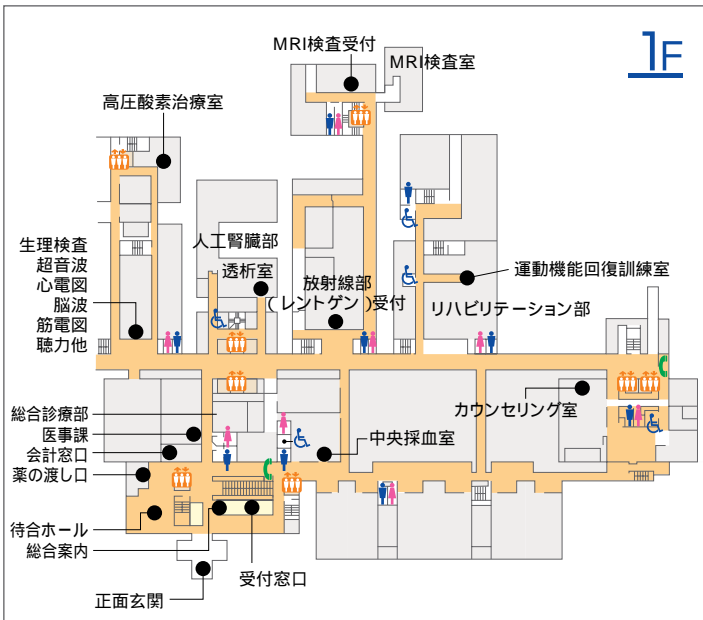 1F
MRI検査受付
MRI検査室
高圧酸素治療室
生理検査
超音波
心電図
脳波
筋電図
聴力他
人工腎臓部
透析室
放射線部
(レントゲン)受付
運動機能回復訓練室
リハビリテーション部
総合診療部
医事課
会計窓口
薬の渡し口
カウンセリング室
中央採血室
待合ホール
総合案内
受付窓口
正面玄関